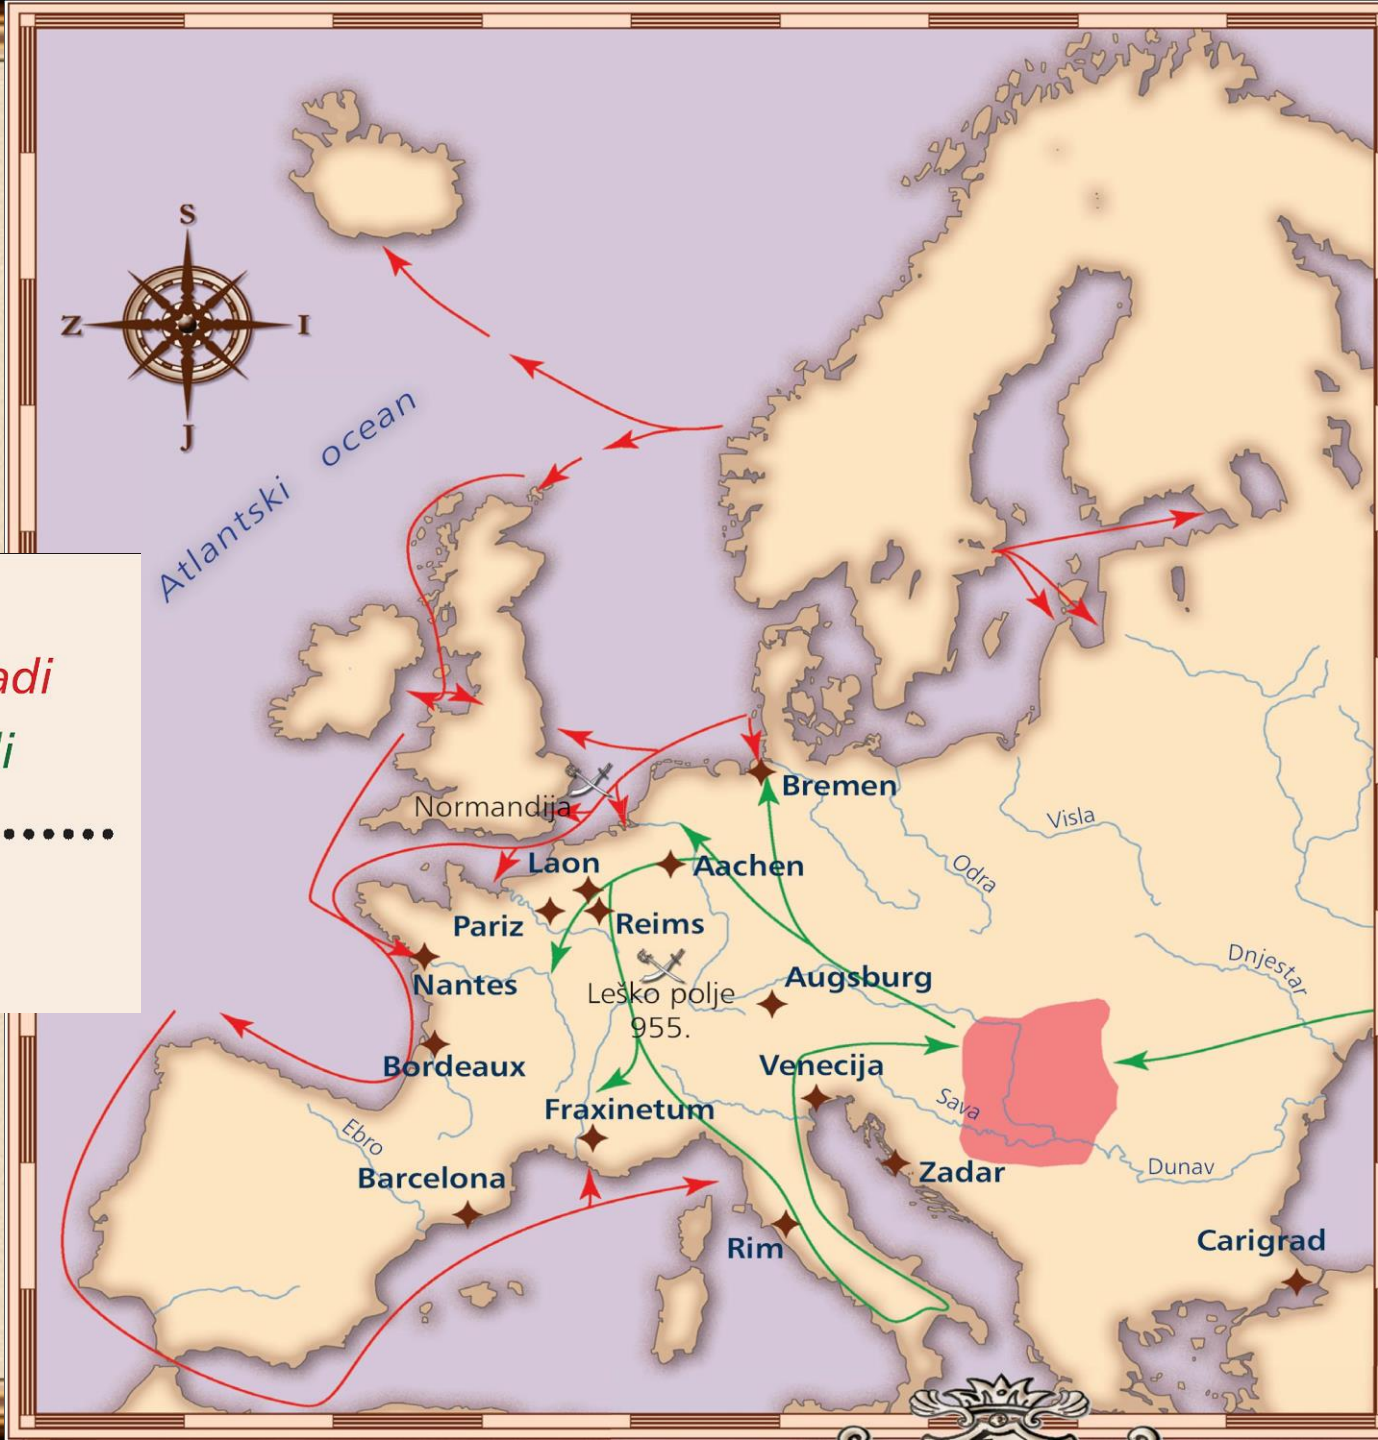 S
Z
I
J
Atlantski ocean
adi
li
Normandija
Bremen
Visla
Odra
Laon
Aachen
Pariz
Reims
Dnjestar
Nantes
Augsburg
Leško polje
955.
Bordeaux
Venecija
Sava
Fraxinetum
Ebro
Barcelona
Zadar
Dunav
Rim
Carigrad